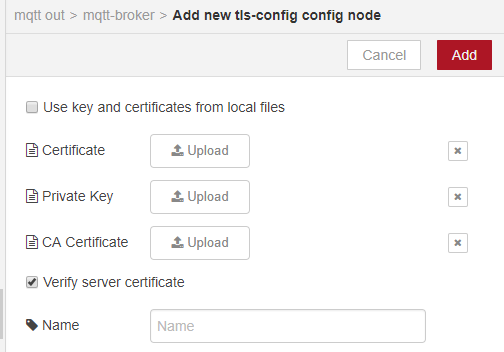 mqtt out > mqtt-broker > Add new tls-config config node
Cancel Add
Use key and certificates from local files
Certificate Upload
Private Key Upload
CA Certificate Upload
Verify server certificate
Name Name